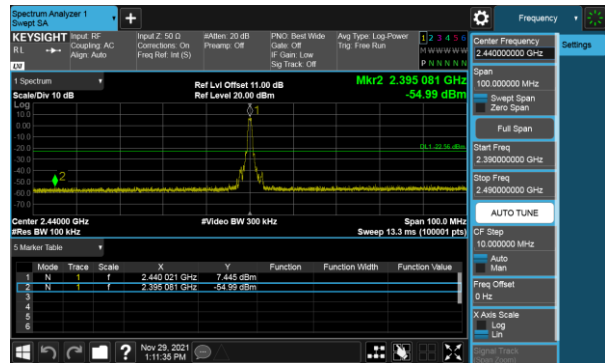 Spectrum Analyzer 1
Swept SA
+
Frequency
KEYSIGHT Input: RF Input Z: 50 Ω #Atten: 20 dB PNO: Best Wide Avg Type: Log-Power 1 2 3 4 5 6
RL Coupling: AC Corrections: On Preamp: Off Gate: Off Trig: Free Run M W W W W W
Align: Auto Freq Ref: Int (S) IF Gain: Low P N N N N N
LXI Sig Track: Off
Center Frequency
2.440000000 GHz
Settings
Span
100.000000 MHz
Swept Span
Zero Span
Full Span
Start Freq
2.390000000 GHz
Stop Freq
2.490000000 GHz
AUTO TUNE
CF Step
10.000000 MHz
Auto
Man
Freq Offset
0 Hz
X Axis Scale
Log
Lin
Signal Track
(Span Zoom)
1 Spectrum
Ref Lvl Offset 11.00 dB
Mkr2 2.395 081 GHz
Scale/Div 10 dB
Ref Level 20.00 dBm
-54.99 dBm
Log
10.0
0.00
-10.0
-20.0
-30.0
-40.0
-50.0
-60.0
-70.0
1
2
DL1 -22.56 dBm
Center 2.44000 GHz #Video BW 300 kHz Span 100.0 MHz
#Res BW 100 kHz Sweep 13.3 ms (100001 pts)
5 Marker Table
Mode Trace Scale X Y Function Function Width Function Value
1 N 1 f 2.440 021 GHz 7.445 dBm
2 N 1 f 2.395 081 GHz -54.99 dBm
3
4
5
6
?
Nov 29, 2021
1:11:35 PM